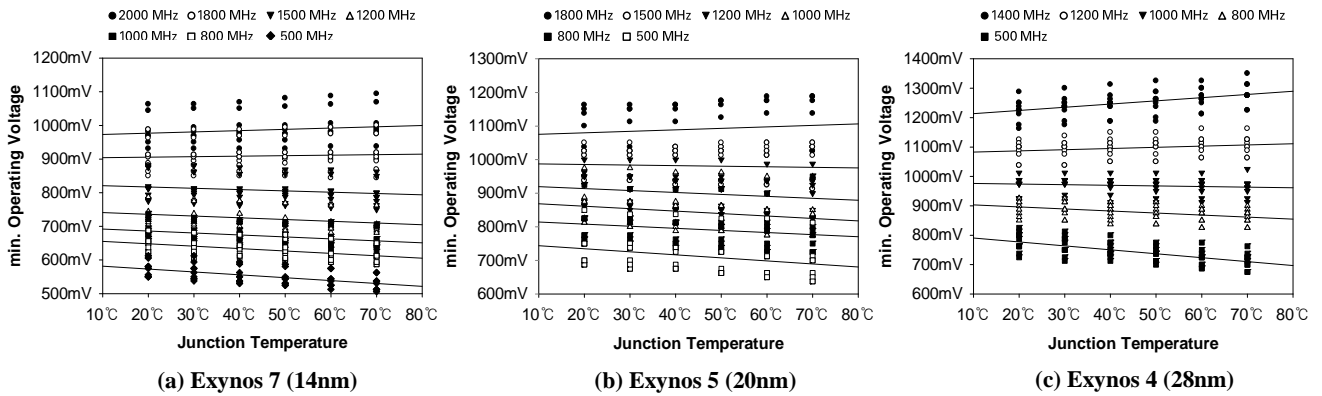 2000 MHz 1800 MHz 1500 MHz 1200 MHz
1000 MHz 800 MHz 500 MHz
min. Operating Voltage
1200mV
1100mV
1000mV
900mV
800mV
700mV
600mV
500mV
10℃ 20℃ 30℃ 40℃ 50℃ 60℃ 70℃ 80℃
Junction Temperature
(a) Exynos 7 (14nm)
1800 MHz 1500 MHz 1200 MHz 1000 MHz
800 MHz 500 MHz
min. Operating Voltage
1300mV
1200mV
1100mV
1000mV
900mV
800mV
700mV
600mV
10℃ 20℃ 30℃ 40℃ 50℃ 60℃ 70℃ 80℃
Junction Temperature
(b) Exynos 5 (20nm)
1400 MHz 1200 MHz 1000 MHz 800 MHz
500 MHz
min. Operating Voltage
1400mV
1300mV
1200mV
1100mV
1000mV
900mV
800mV
700mV
600mV
10℃ 20℃ 30℃ 40℃ 50℃ 60℃ 70℃ 80℃
Junction Temperature
(c) Exynos 4 (28nm)